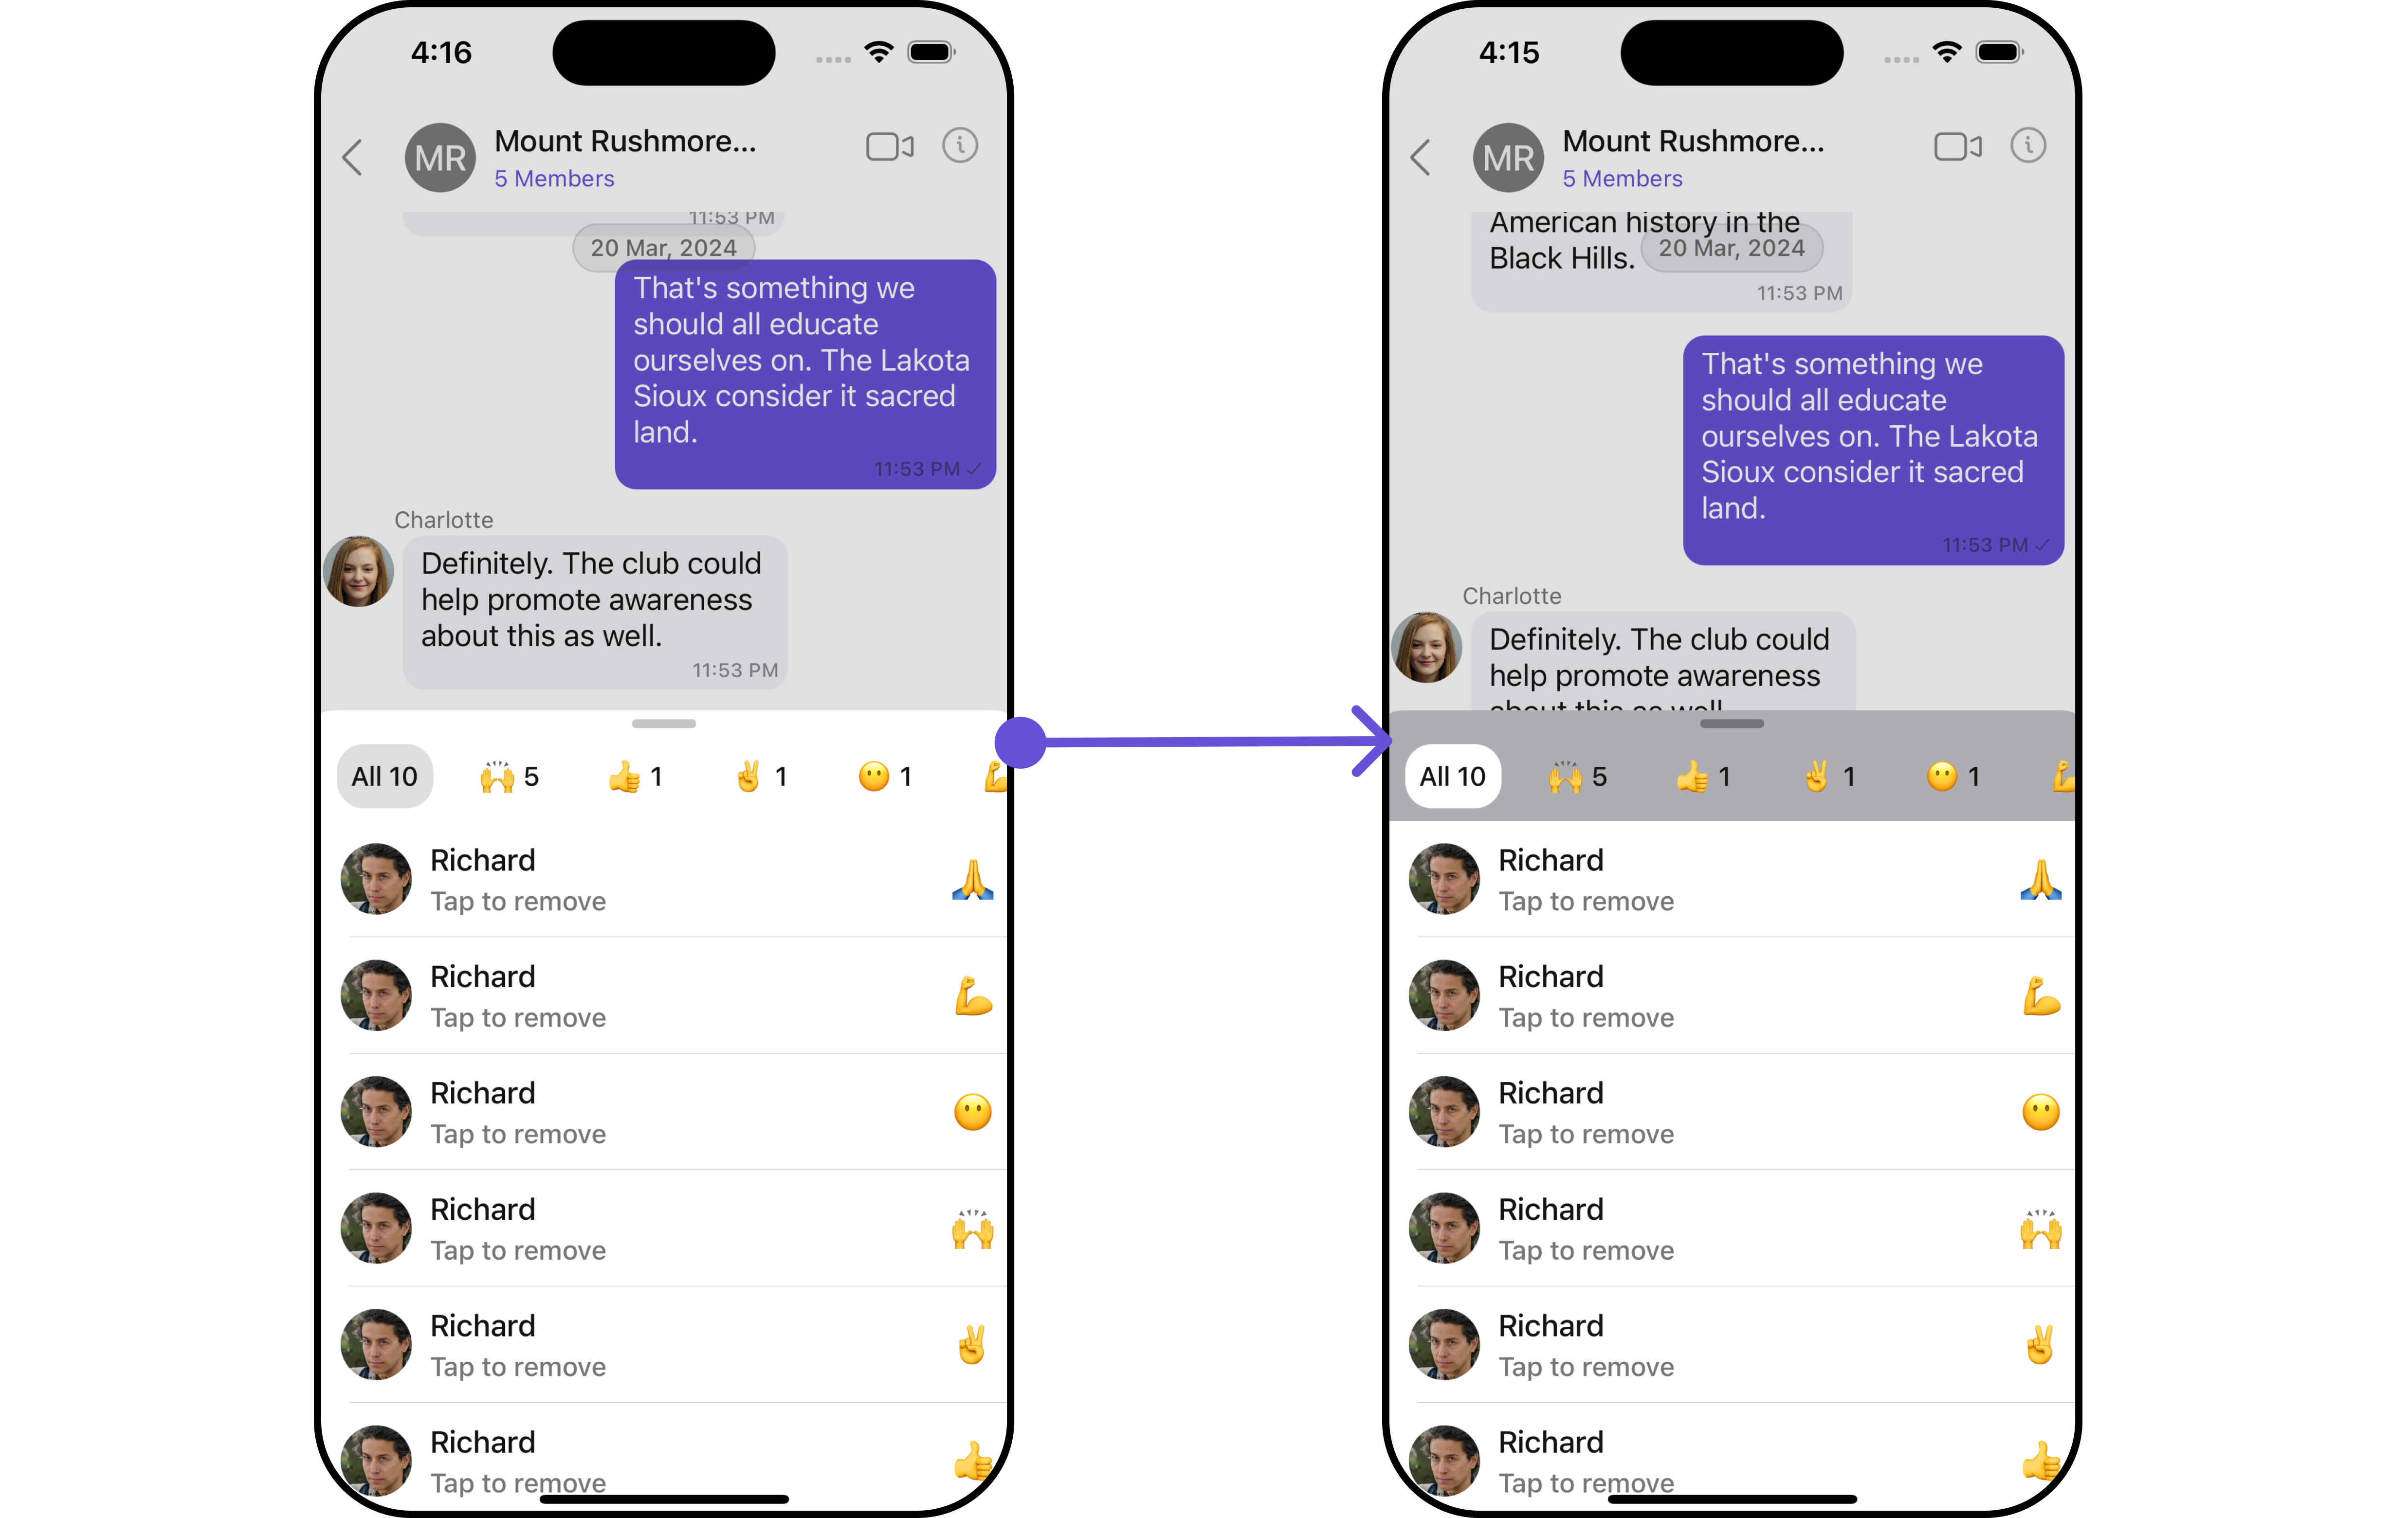 4:16
MR
Mount Rushmore...
5 Members
11:53 PM
20 Mar, 2024
That's something we
should all educate
ourselves on. The Lakota
Sioux consider it sacred
land.
11:53 PM
Charlotte
Definitely. The club could
help promote awareness
about this as well.
11:53 PM
All 10
🙌 5
👍 1
✌️ 1
😶 1
Richard
Tap to remove
Richard
Tap to remove
Richard
Tap to remove
Richard
Tap to remove
Richard
Tap to remove
Richard
Tap to remove
4:15
MR
Mount Rushmore...
5 Members
American history in the
Black Hills.
20 Mar, 2024
11:53 PM
That's something we
should all educate
ourselves on. The Lakota
Sioux consider it sacred
land.
11:53 PM
Charlotte
Definitely. The club could
help promote awareness
about this as well.
All 10
🙌 5
👍 1
✌️ 1
😶 1
Richard
Tap to remove
Richard
Tap to remove
Richard
Tap to remove
Richard
Tap to remove
Richard
Tap to remove
Richard
Tap to remove